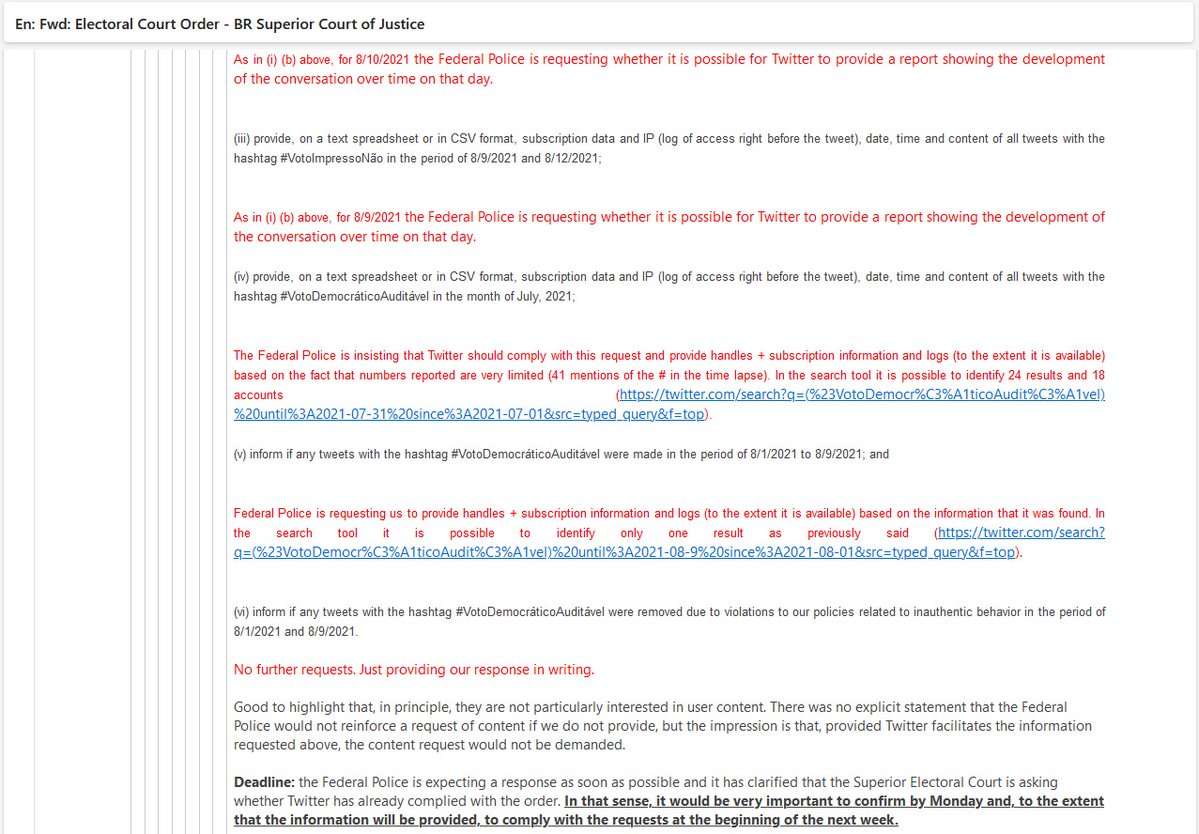 En: Fwd: Electoral Court Order - BR Superior Court of Justice
As in (i) (b) above, for 8/10/2021 the Federal Police is requesting whether it is possible for Twitter to provide a report showing the development
of the conversation over time on that day.
(iii) provide, on a text spreadsheet or in CSV format, subscription data and IP (log of access right before the tweet), date, time and content of all tweets with the
hashtag #VotoImpressoNão in the period of 8/9/2021 and 8/12/2021;
As in (i) (b) above, for 8/9/2021 the Federal Police is requesting whether it is possible for Twitter to provide a report showing the development of
the conversation over time on that day.
(iv) provide, on a text spreadsheet or in CSV format, subscription data and IP (log of access right before the tweet), date, time and content of all tweets with the
hashtag #VotoDemocráticoAuditável in the month of July, 2021;
The Federal Police is insisting that Twitter should comply with this request and provide handles + subscription information and logs (to the extent it is available)
based on the fact that numbers reported are very limited (41 mentions of the # in the time lapse). In the search tool it is possible to identify 24 results and 18
accounts (https://twitter.com/search?q=(%23VotoDemocr%C3%A1ticoAudit%C3%A1vel)
%20until%3A2021-07-31%20since%3A2021-07-01&src=typed_query&f=top).
(v) inform if any tweets with the hashtag #VotoDemocráticoAuditável were made in the period of 8/1/2021 to 8/9/2021; and
Federal Police is requesting us to provide handles + subscription information and logs (to the extent it is available) based on the information that it was found. In
the search tool it is possible to identify only one result as previously said (https://twitter.com/search?
q=(%23VotoDemocr%C3%A1ticoAudit%C3%A1vel)%20until%3A2021-08-9%20since%3A2021-08-01&src=typed_query&f=top).
(vi) inform if any tweets with the hashtag #VotoDemocráticoAuditável were removed due to violations to our policies related to inauthentic behavior in the period of
8/1/2021 and 8/9/2021.
No further requests. Just providing our response in writing.
Good to highlight that, in principle, they are not particularly interested in user content. There was no explicit statement that the Federal
Police would not reinforce a request of content if we do not provide, but the impression is that, provided Twitter facilitates the information
requested above, the content request would not be demanded.
Deadline: the Federal Police is expecting a response as soon as possible and it has clarified that the Superior Electoral Court is asking
whether Twitter has already complied with the order. In that sense, it would be very important to confirm by Monday and, to the extent
that the information will be provided, to comply with the requests at the beginning of the next week.